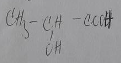 CH₃ - CH - COOH
|
OH